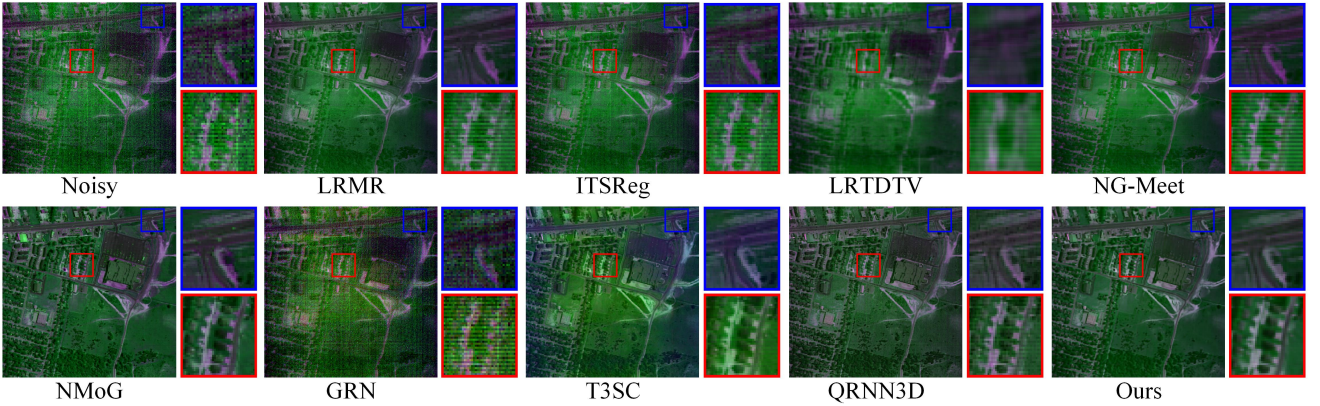 Noisy LRMR ITSReg LRTDTV NG-Meet
NMoG GRN T3SC QRNN3D Ours